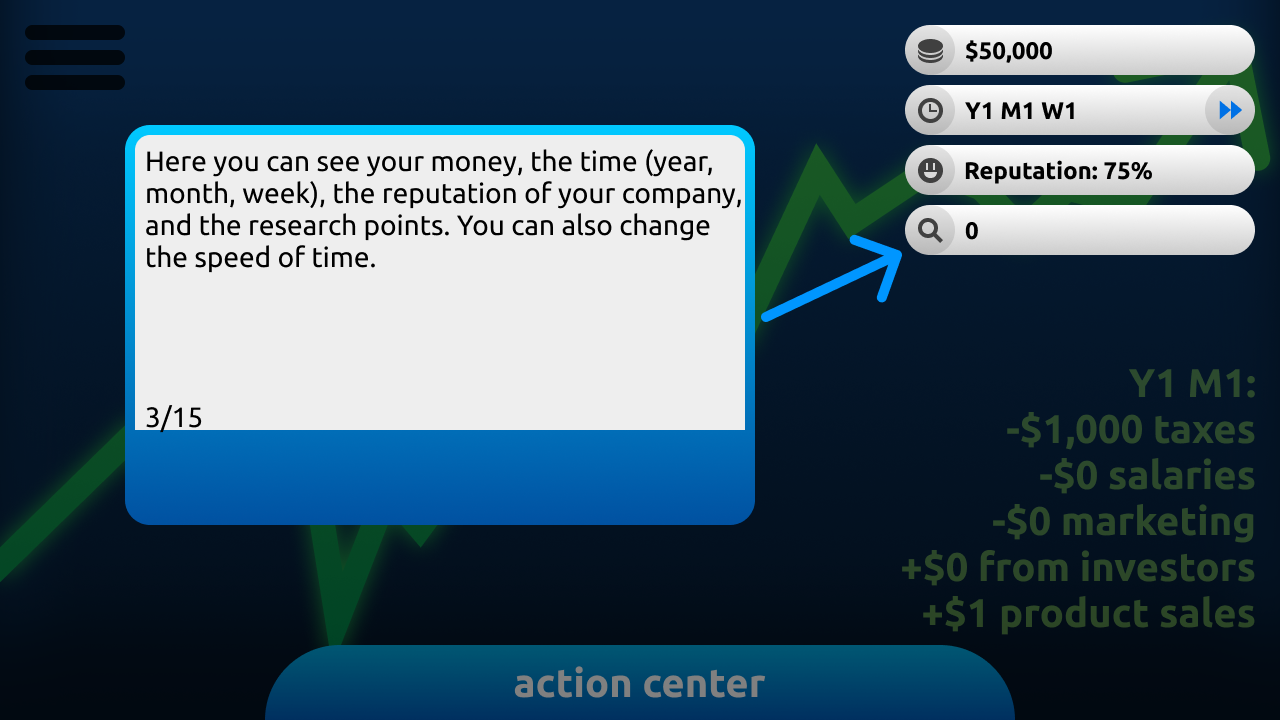 $50,000
Y1 M1 W1
Reputation: 75%
0
Here you can see your money, the time (year,
month, week), the reputation of your company,
and the research points. You can also change
the speed of time.
3/15
Y1 M1:
-$1,000 taxes
-$0 salaries
-$0 marketing
+$0 from investors
+$1 product sales
action center